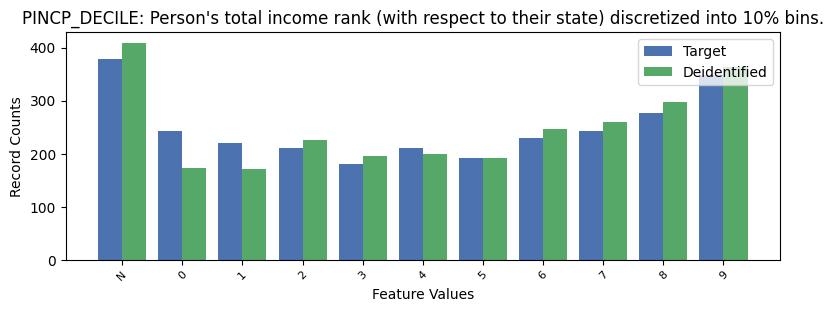 PINCP_DECILE: Person's total income rank (with respect to their state) discretized into 10% bins.
Target
Deidentified
Record Counts
400
300
200
100
0
N
0
1
2
3
4
5
6
7
8
9
Feature Values